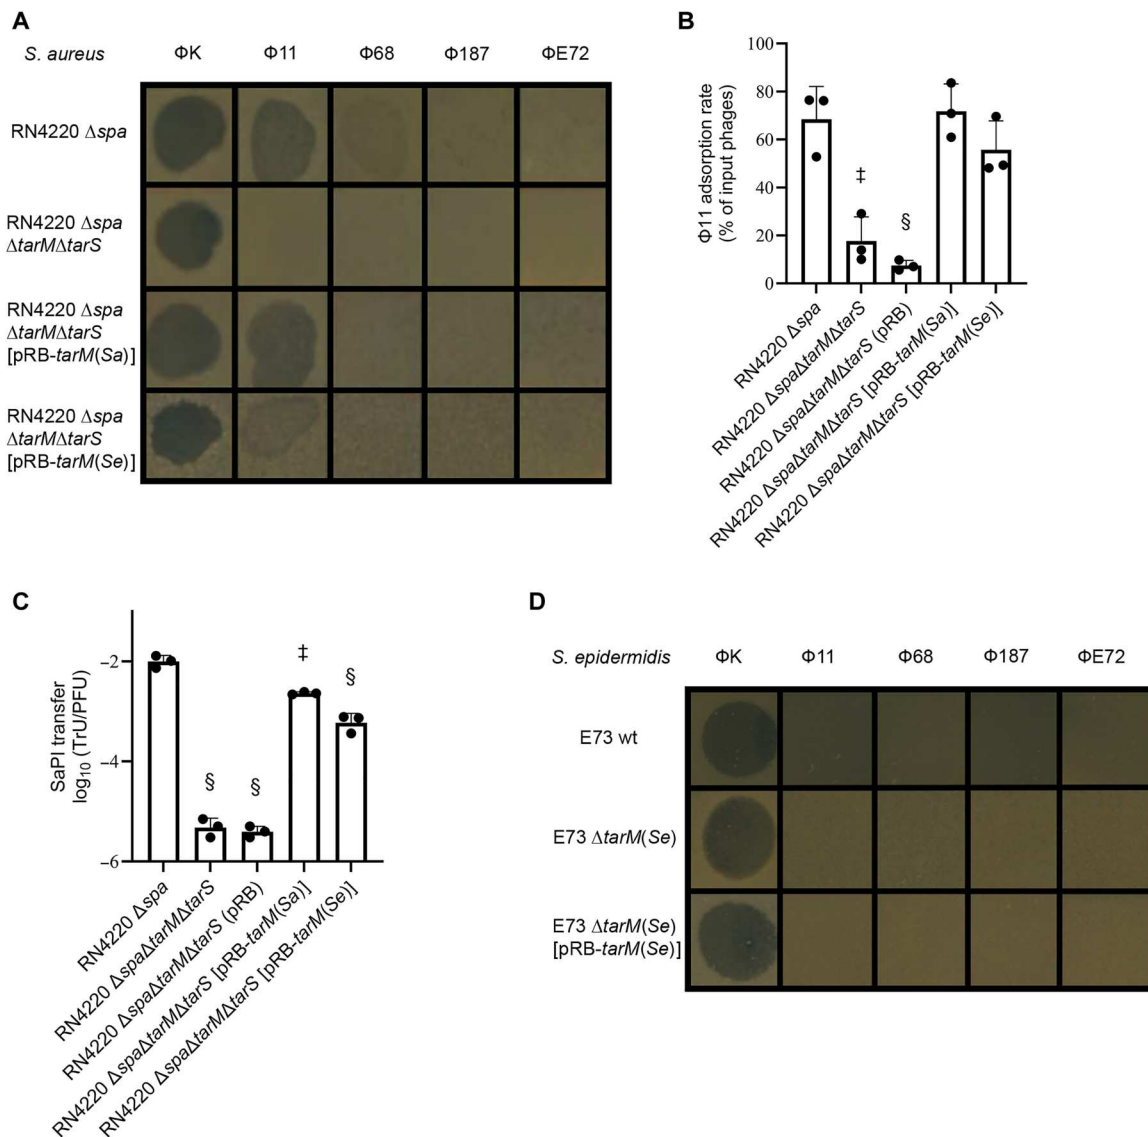 A
S. aureus ΦK Φ11 Φ68 Φ187 ΦE72
RN4220 Δspa
RN4220 Δspa
ΔtarMΔtarS
RN4220 Δspa
ΔtarMΔtarS
[pRB-tarM(Sa)]
RN4220 Δspa
ΔtarMΔtarS
[pRB-tarM(Se)]
B
Φ11 adsorption rate
(% of input phages)
100
80
60
40
20
0
‡
§
RN4220 Δspa
RN4220 ΔspaΔtarMΔtarS
RN4220 ΔspaΔtarMΔtarS (pRB)
RN4220 ΔspaΔtarMΔtarS [pRB-tarM(Sa)]
RN4220 ΔspaΔtarMΔtarS [pRB-tarM(Se)]
C
SaPI transfer
log10 (TrU/PFU)
–2
–4
–6
§
§
‡
§
RN4220 Δspa
RN4220 ΔspaΔtarMΔtarS
RN4220 ΔspaΔtarMΔtarS (pRB)
RN4220 ΔspaΔtarMΔtarS [pRB-tarM(Sa)]
RN4220 ΔspaΔtarMΔtarS [pRB-tarM(Se)]
D
S. epidermidis ΦK Φ11 Φ68 Φ187 ΦE72
E73 wt
E73 ΔtarM(Se)
E73 ΔtarM(Se)
[pRB-tarM(Se)]